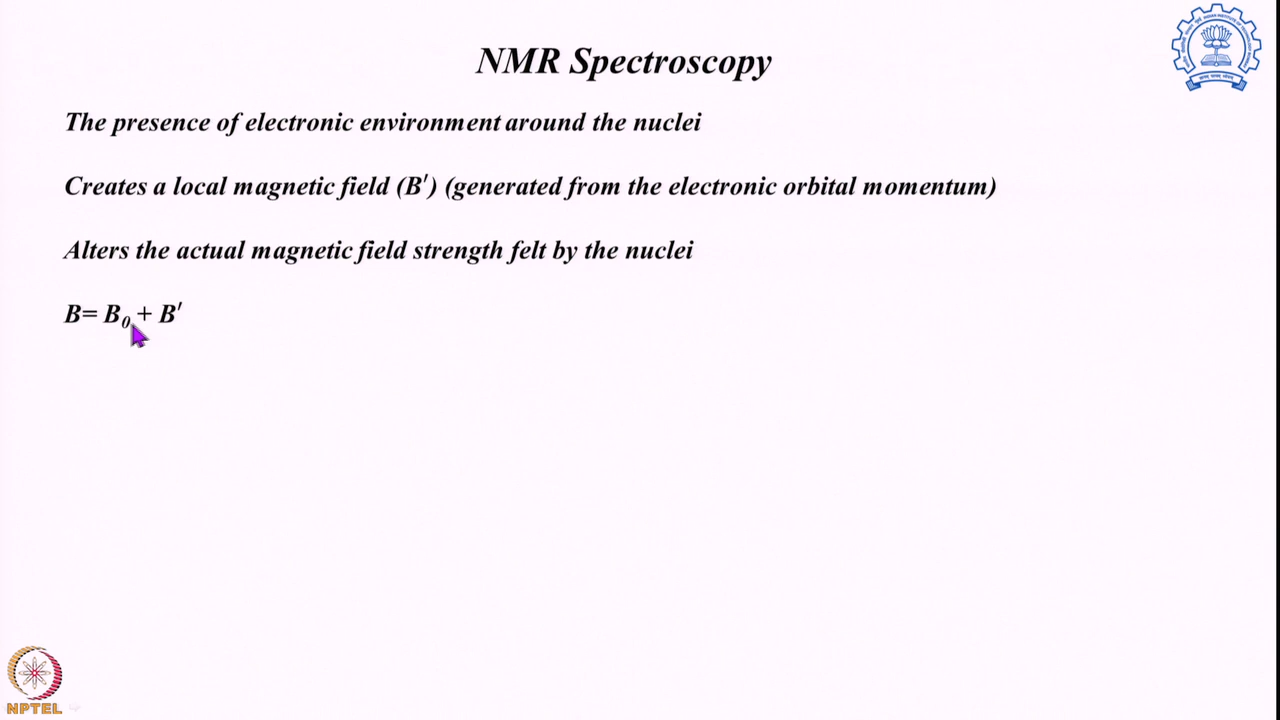 NMR Spectroscopy
The presence of electronic environment around the nuclei
Creates a local magnetic field (B′) (generated from the electronic orbital momentum)
Alters the actual magnetic field strength felt by the nuclei
B= B₀ + B′
NPTEL